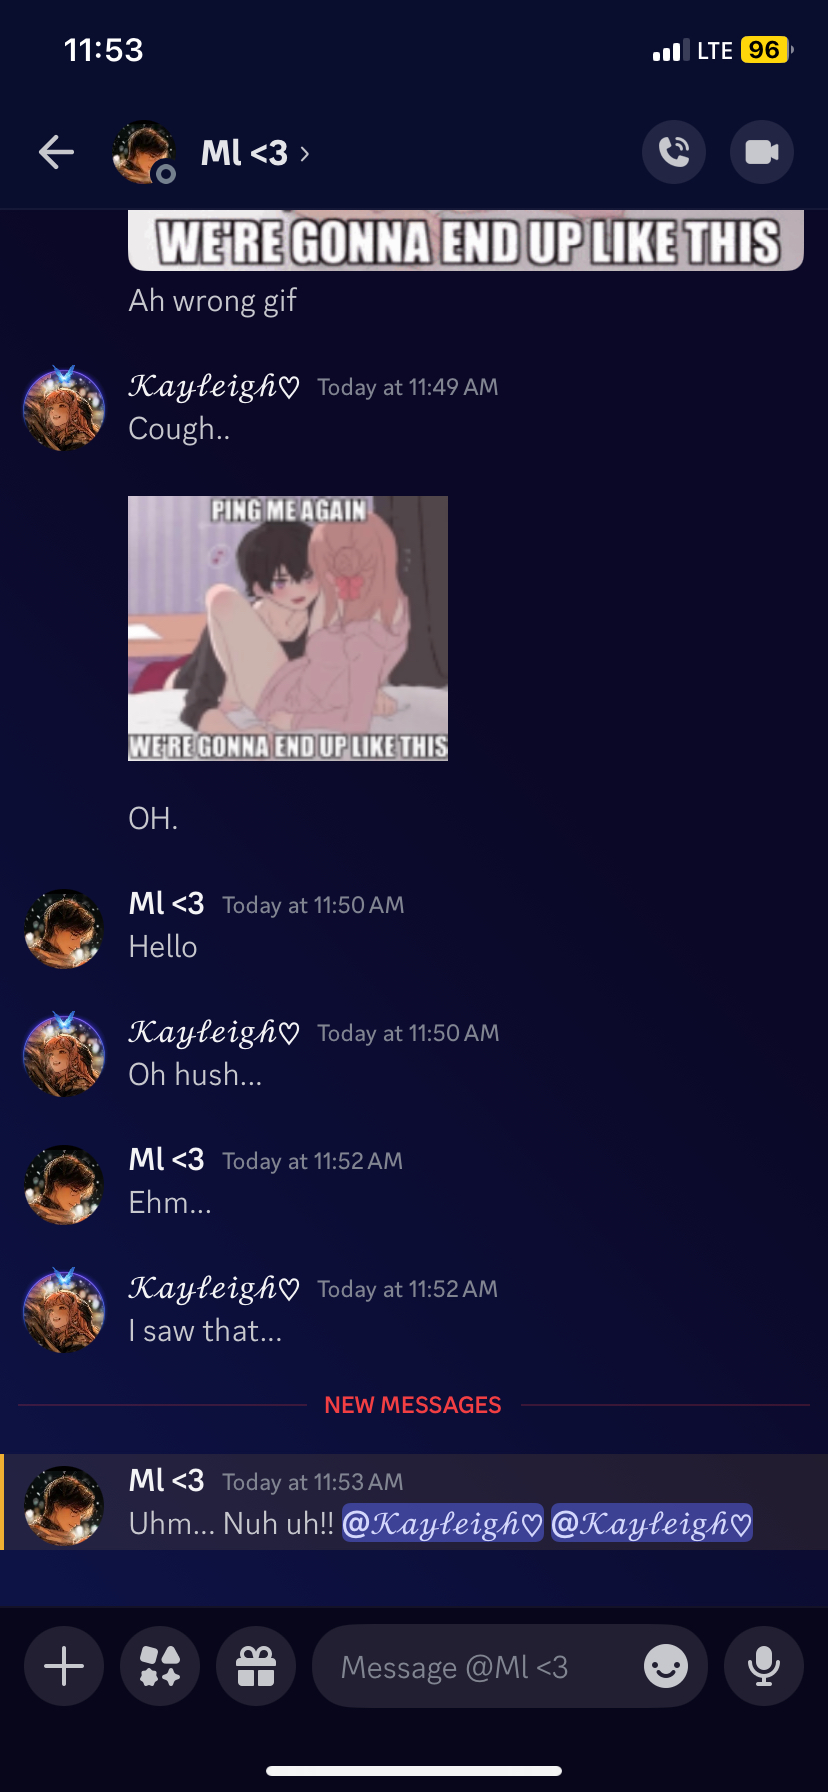 11:53
LTE 96
Ml <3 ›
WE'RE GONNA END UP LIKE THIS
Ah wrong gif
𝒦𝒶𝓎𝓁𝑒𝒾𝑔𝒽♡ Today at 11:49 AM
Cough..
PING ME AGAIN
WE'RE GONNA END UP LIKE THIS
OH.
Ml <3 Today at 11:50 AM
Hello
𝒦𝒶𝓎𝓁𝑒𝒾𝑔𝒽♡ Today at 11:50 AM
Oh hush...
Ml <3 Today at 11:52 AM
Ehm...
𝒦𝒶𝓎𝓁𝑒𝒾𝑔𝒽♡ Today at 11:52 AM
I saw that...
NEW MESSAGES
Ml <3 Today at 11:53 AM
Uhm... Nuh uh!! @𝒦𝒶𝓎𝓁𝑒𝒾𝑔𝒽♡ @𝒦𝒶𝓎𝓁𝑒𝒾𝑔𝒽♡
Message @Ml <3